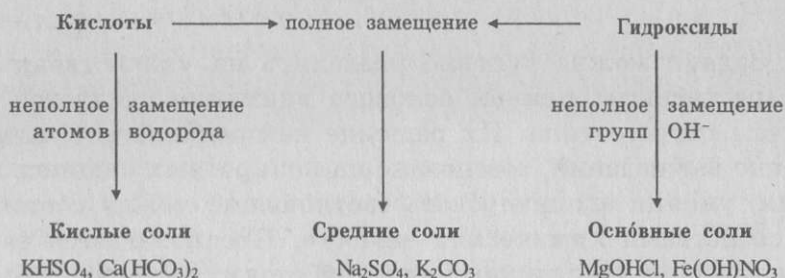 Кислоты полное замещение Гидроксиды
неполное замещение неполное замещение
атомов водорода групп OH⁻
Кислые соли Средние соли Оснóвные соли
KHSO₄, Ca(HCO₃)₂ Na₂SO₄, K₂CO₃ MgOHCl, Fe(OH)NO₃